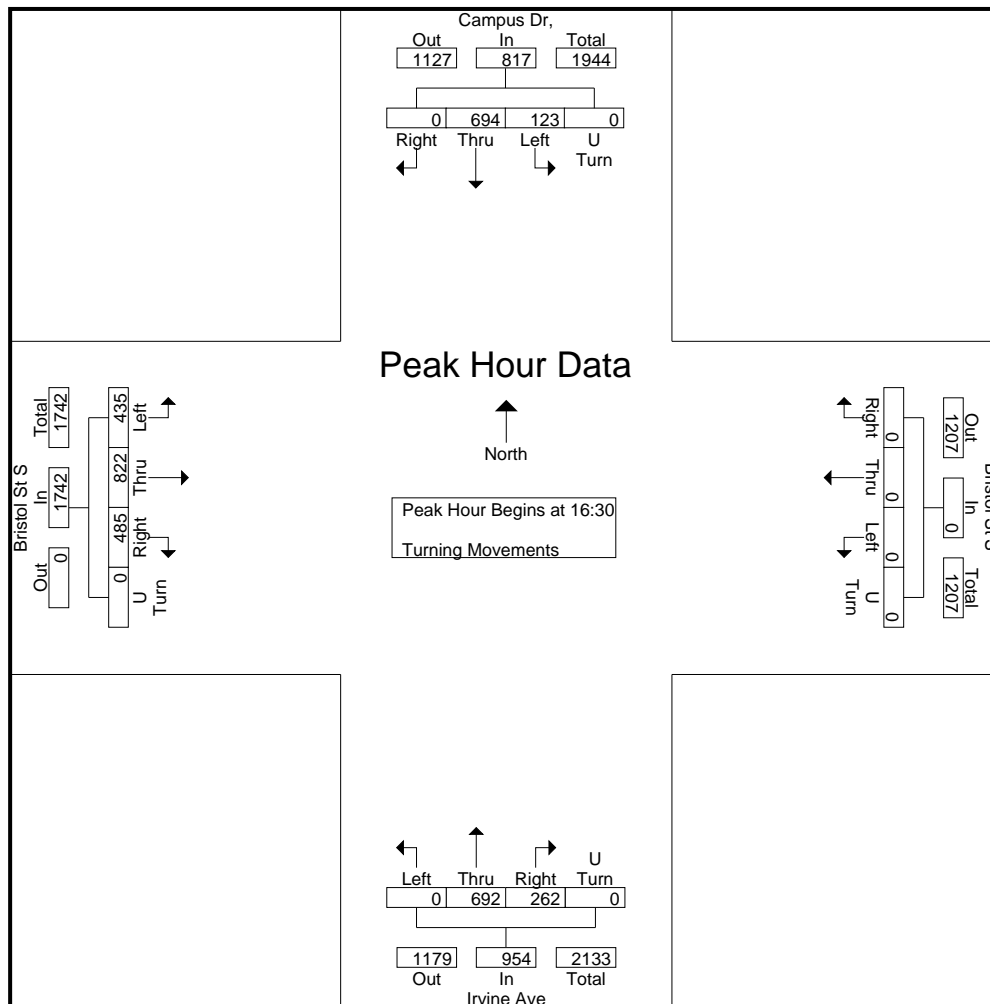 Campus Dr,
Out In Total
1127 817 1944
0 694 123 0
Right Thru Left U
Turn
Peak Hour Data
North
Peak Hour Begins at 16:30
Turning Movements
Bristol St S
Total In Out
1742 1742 0
435 822 485 0
Left Thru Right U
Turn
Out In Total
1207 0 1207
0 0 0 0
Right Thru Left U
Turn
U
Left Thru Right Turn
0 692 262 0
1179 954 2133
Out In Total
Irvine Ave